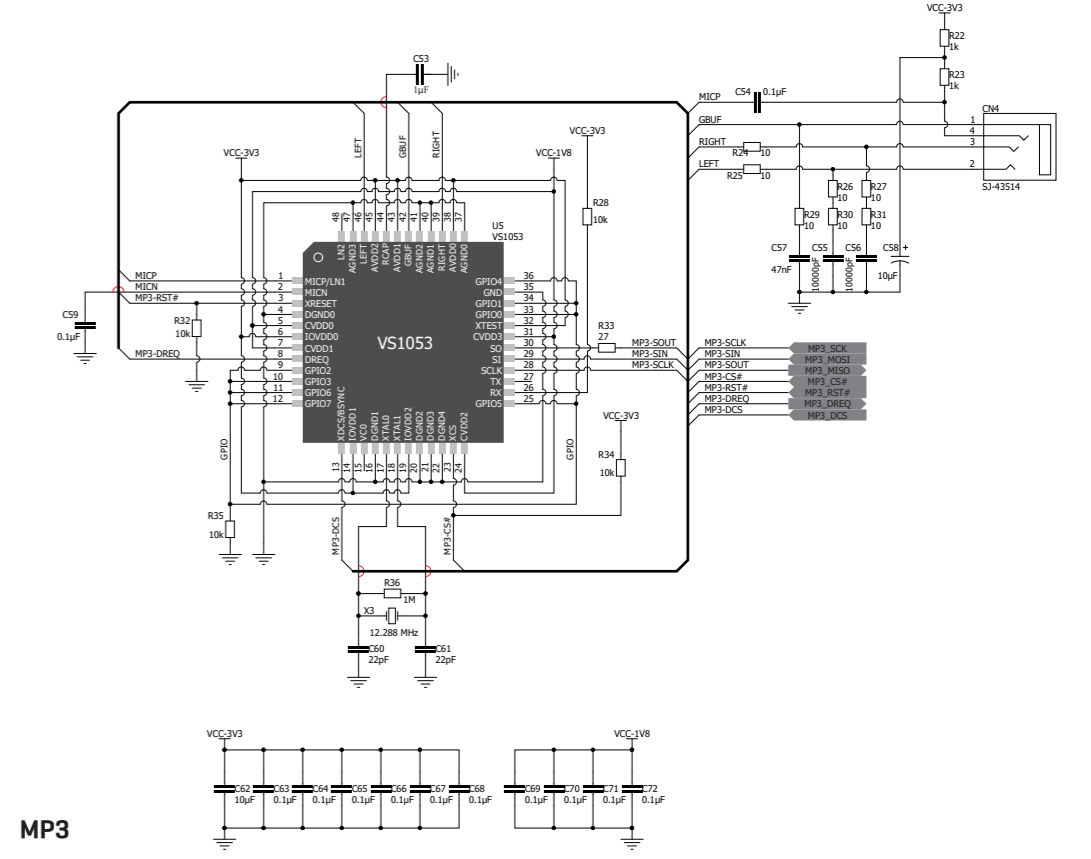 VCC-3V3
R22
1k
R23
1k
C53
1µF
C54 0.1µF
MICP
GBUF
RIGHT
R24 10
LEFT
R25 10
CN4
1
4
3
2
SJ-43514
R26
10
R27
10
R29
10
R30
10
R31
10
C57
47nF
C55
10000pF
C56
10000pF
C58 +
10µF
VCC-3V3
LEFT
GBUF
RIGHT
VCC-1V8
VCC-3V3
R28
10k
U5
VS1053
48 47 46 45 44 43 42 41 40 39 38 37
LN2 AGND3 LEFT AVDD2 RCAP AVDD1 GBUF AGND2 AGND1 RIGHT AVDD0 AGND0
MICP 1 MICP/LN1
MICN 2 MICN
MP3-RST# 3 XRESET
4 DGND0
5 CVDD0
6 IOVDD0
7 CVDD1
MP3-DREQ 8 DREQ
9 GPIO2
10 GPIO3
11 GPIO6
12 GPIO7
VS1053
GPIO4 36
GND 35
GPIO1 34
GPIO0 33
XTEST 32
CVDD3 31
SO 30
SI 29
SCLK 28
TX 27
RX 26
GPIO5 25
C59
0.1µF
R32
10k
R33
27
MP3-SOUT
MP3-SIN
MP3-SCLK
MP3-SCLK MP3_SCK
MP3-SIN MP3_MOSI
MP3-SOUT MP3_MISO
MP3-CS# MP3_CS#
MP3-RST# MP3_RST#
MP3-DREQ MP3_DREQ
MP3-DCS MP3_DCS
XDCS/BSYNC IOVDD1 VC0 DGND1 XTAL0 XTAL1 IOVDD2 DGND2 DGND3 DGND4 XCS CVDD2
13 14 15 16 17 18 19 20 21 22 23 24
GPIO
GPIO
VCC-3V3
R34
10k
R35
10k
MP3-DCS
MP3-CS#
R36
1M
X3
12.288 MHz
C60
22pF
C61
22pF
VCC-3V3
C62
10µF
C63
0.1µF
C64
0.1µF
C65
0.1µF
C66
0.1µF
C67
0.1µF
C68
0.1µF
VCC-1V8
C69
0.1µF
C70
0.1µF
C71
0.1µF
C72
0.1µF
MP3